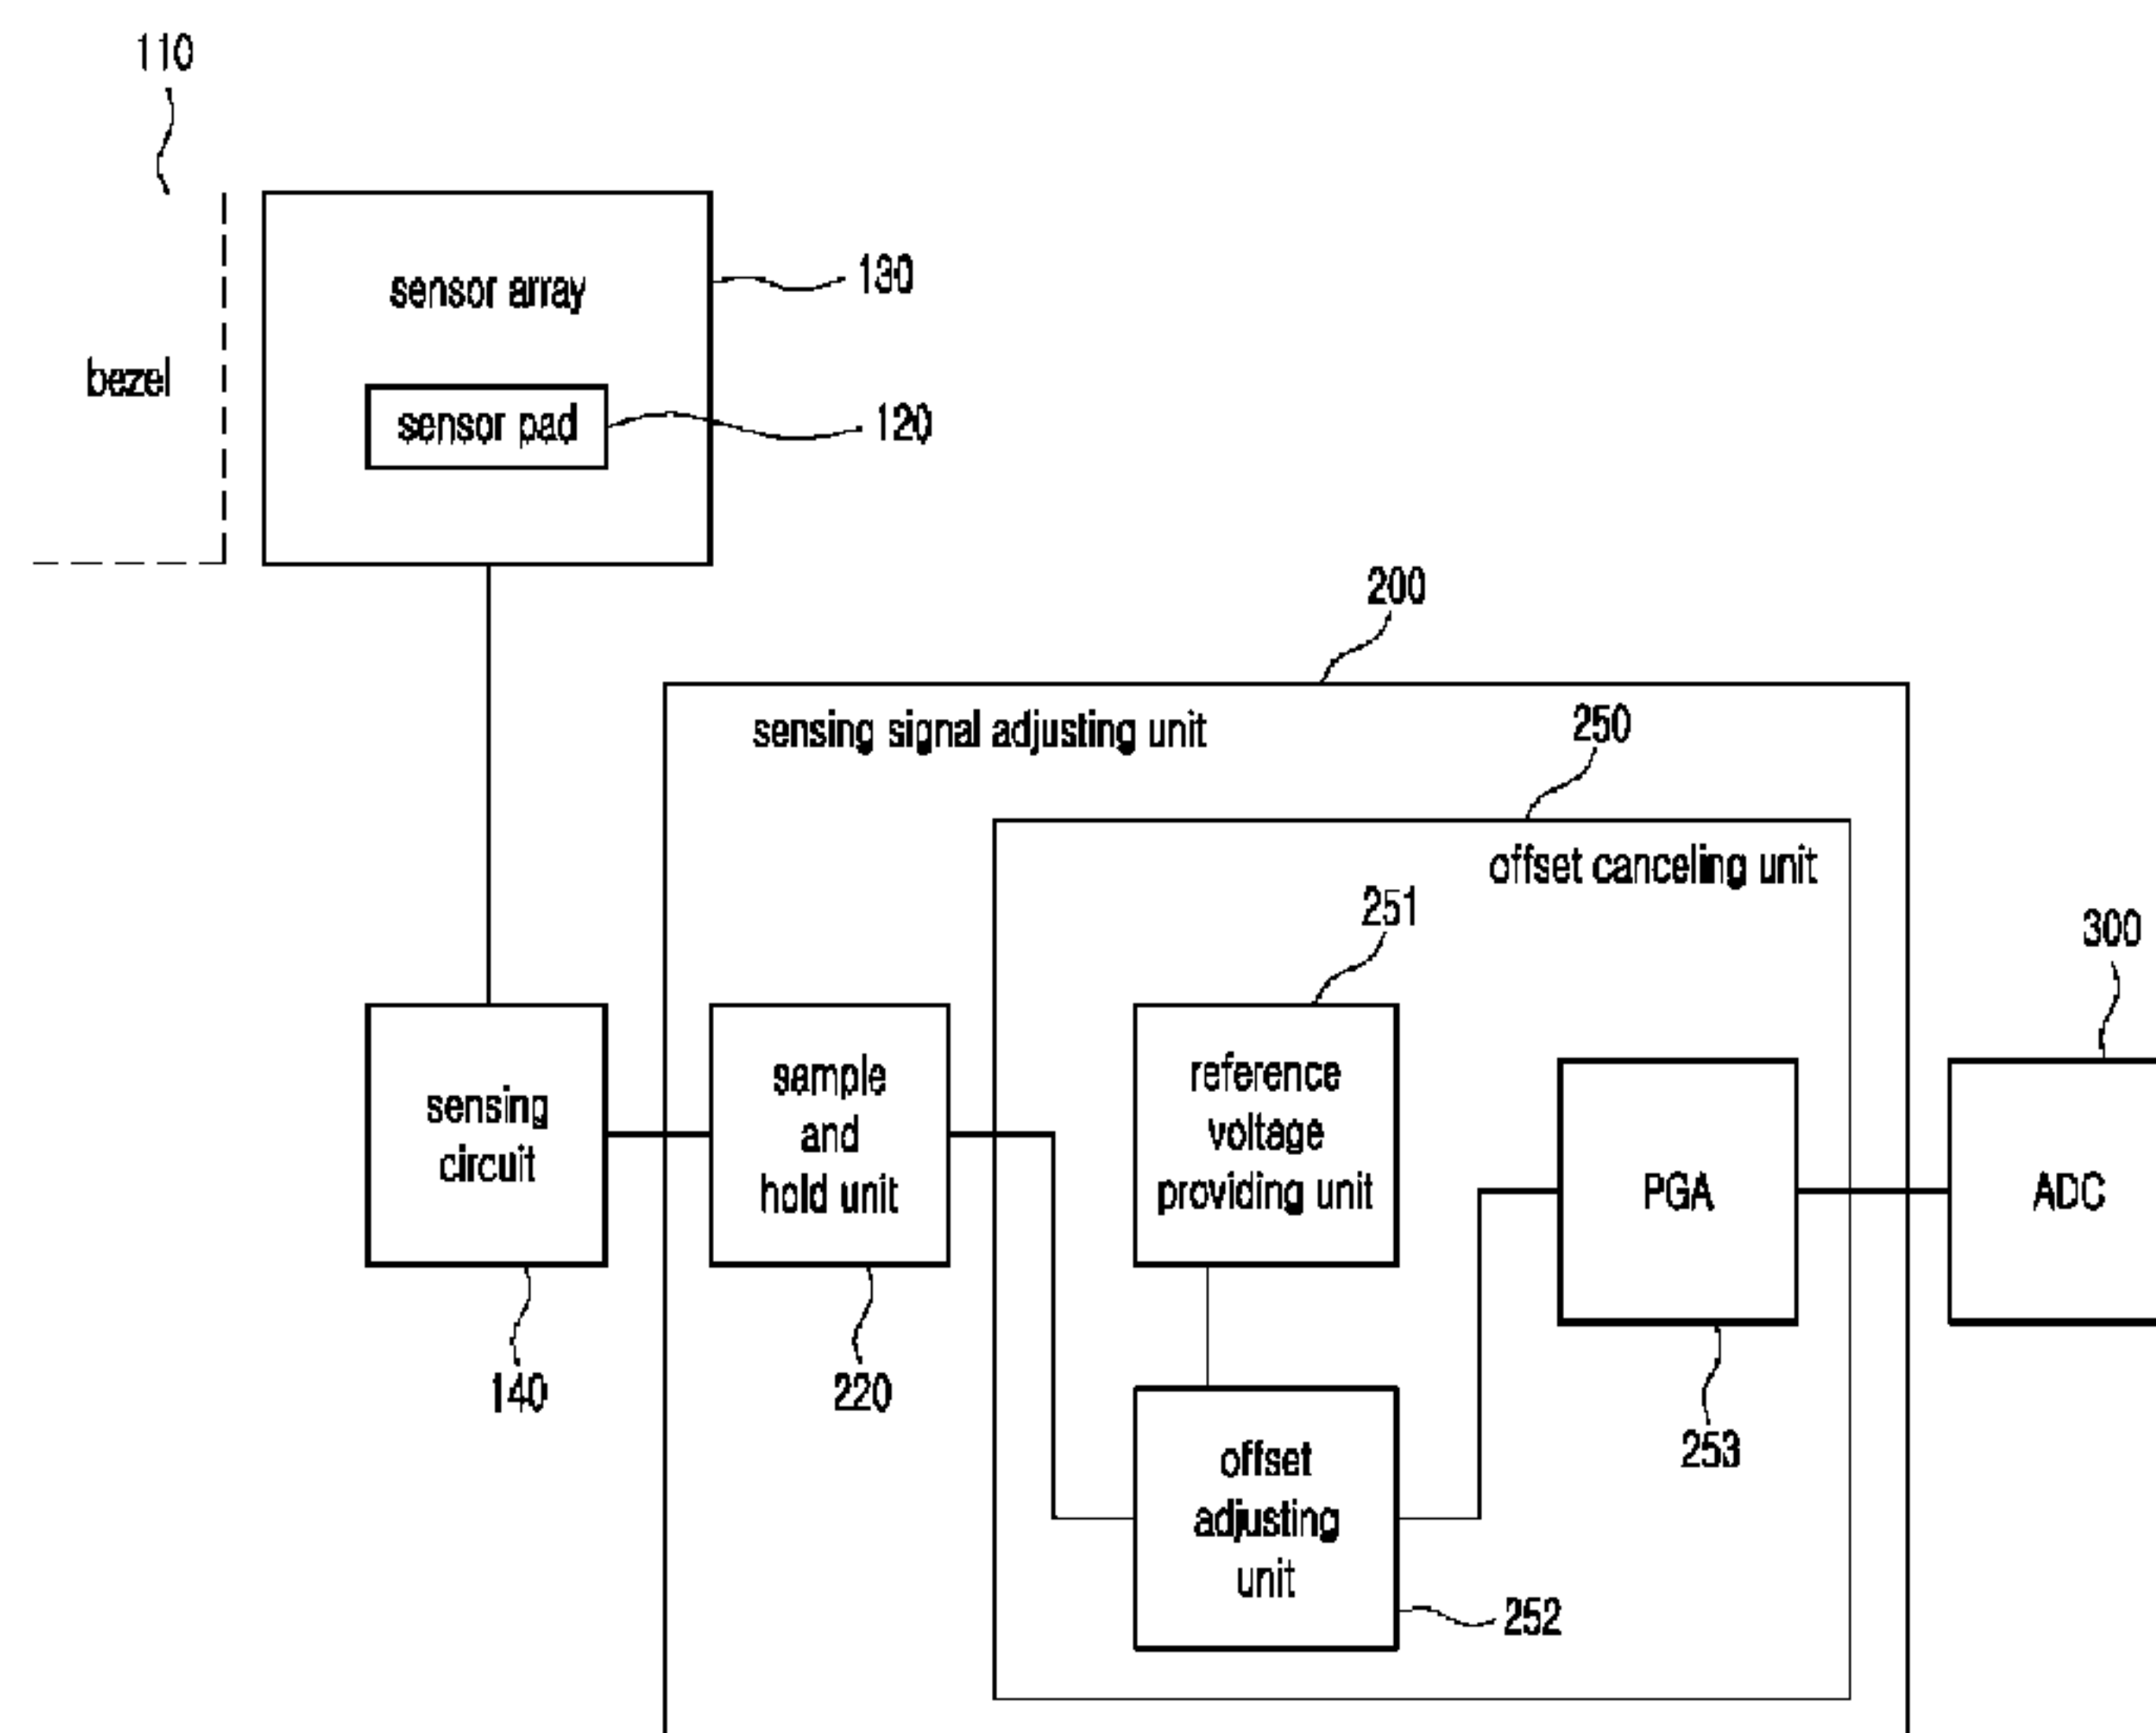 110
sensor array
130
bezel
sensor pad
120
200
sensing signal adjusting unit
250
offset canceling unit
251
300
sensing
circuit
sample
and
hold unit
reference
voltage
providing unit
PGA
ADC
140
220
253
offset
adjusting
unit
252